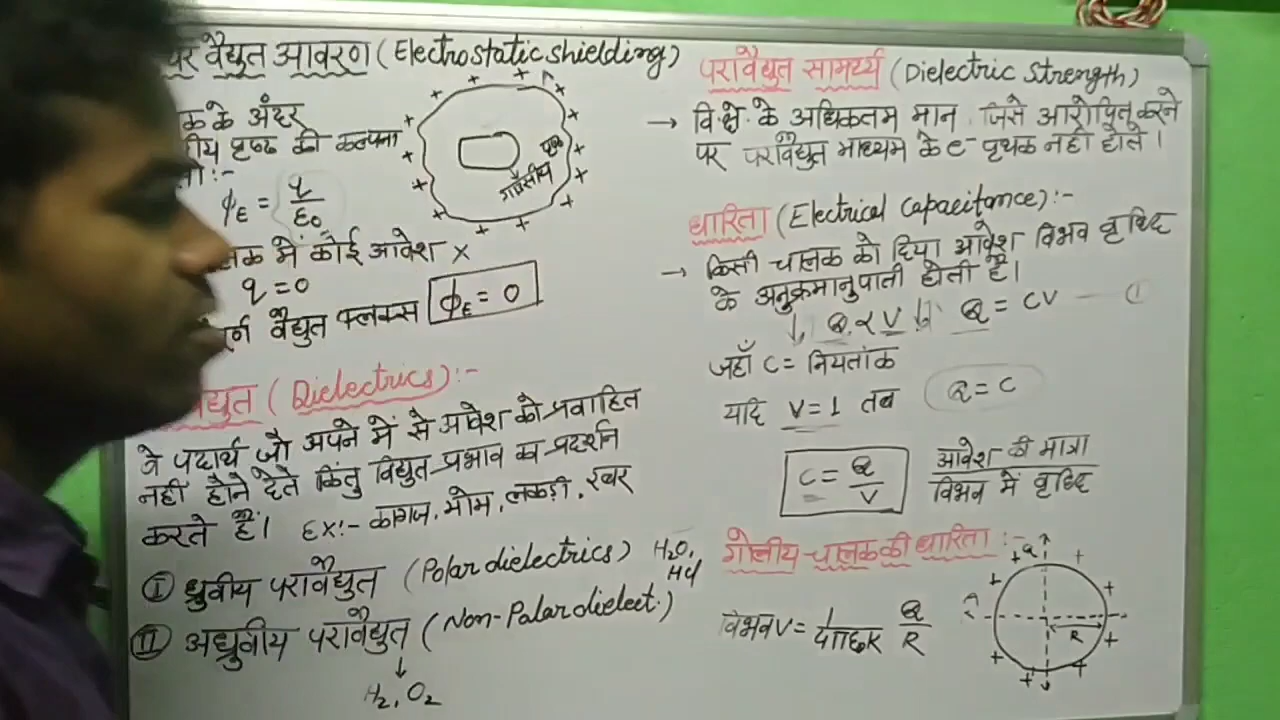 वैद्युत आवरण (Electrostatic shielding)
के अंदर
पृष्ठ की कल्पना
ΦE = q/ε0
में कोई आवेश x
q = 0
वैद्युत फ्लक्स ΦE = 0
गॉसीय पृष्ठ
(Dielectrics):-
वे पदार्थ जो अपने में से आवेश को प्रवाहित
नहीं होने देते किंतु विद्युत प्रभाव का प्रदर्शन
करते हैं। Ex:- कागज, मोम, लकड़ी, रबर
I ध्रुवीय परावैद्युत (Polar dielectrics) H2O, HCl
II अध्रुवीय परावैद्युत (Non-Polar dielect.)
↓
H2, O2
परावैद्युत सामर्थ्य (Dielectric Strength)
→ वि.क्षे. के अधिकतम मान जिसे आरोपित करने
पर परावैद्युत माध्यम के e- पृथक नहीं होते।
धारिता (Electrical Capacitance):-
→ किसी चालक को दिया आवेश विभव वृद्धि
के अनुक्रमानुपाती होती है।
Q ∝ V Q = CV — 1
जहाँ C = नियतांक
यदि V = 1 तब Q = C
C = Q/V आवेश की मात्रा / विभव में वृद्धि
गोलीय चालक की धारिता :-
विभव V = 1/4πε0K Q/R
R